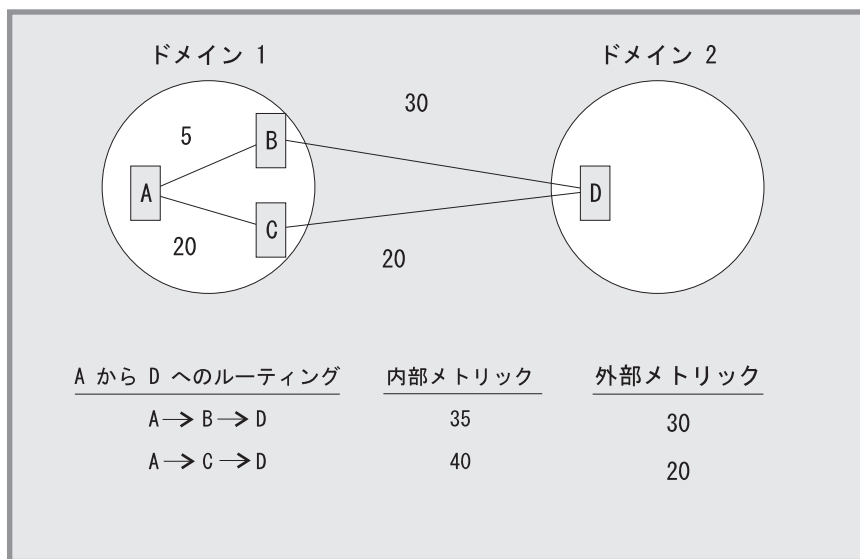 ドメイン 1
ドメイン 2
30
5
B
A
D
C
20
20
A から D へのルーティング
内部メトリック
外部メトリック
A→ B → D
35
30
A→ C → D
40
20